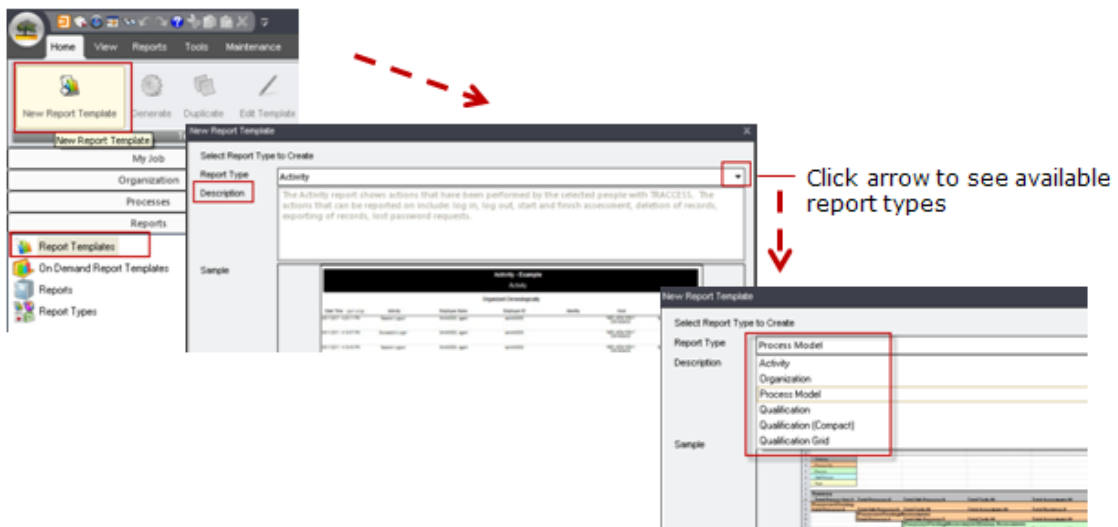 Home View Reports Tools Maintenance
New Report Template Generate Duplicate Edit Template
New Report Template
My Job
Organization
Processes
Reports
Report Templates
On Demand Report Templates
Reports
Report Types
New Report Template X
Select Report Type to Create
Report Type Activity
Description The Activity report shows actions that have been performed by the selected people with TRACCESS. The
actions that can be reported on include: log in, log out, start and finish assessment, deletion of records,
exporting of records, lost password requests.
Sample
Activity - Example
Activity
Organized Chronologically
Click arrow to see available
report types
New Report Template
Select Report Type to Create
Report Type Process Model
Description Activity
Organization
Process Model
Qualification
Qualification (Compact)
Qualification Grid
Sample